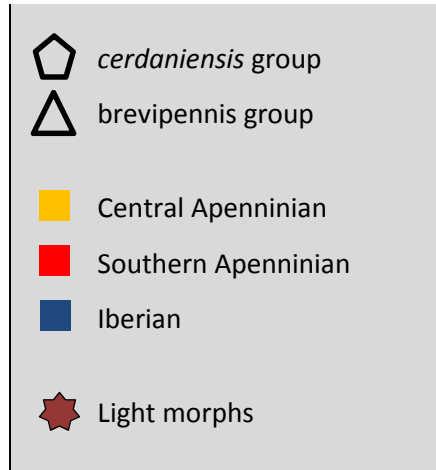 cerdaniensis group
brevipennis group
Central Apenninian
Southern Apenninian
Iberian
Light morphs